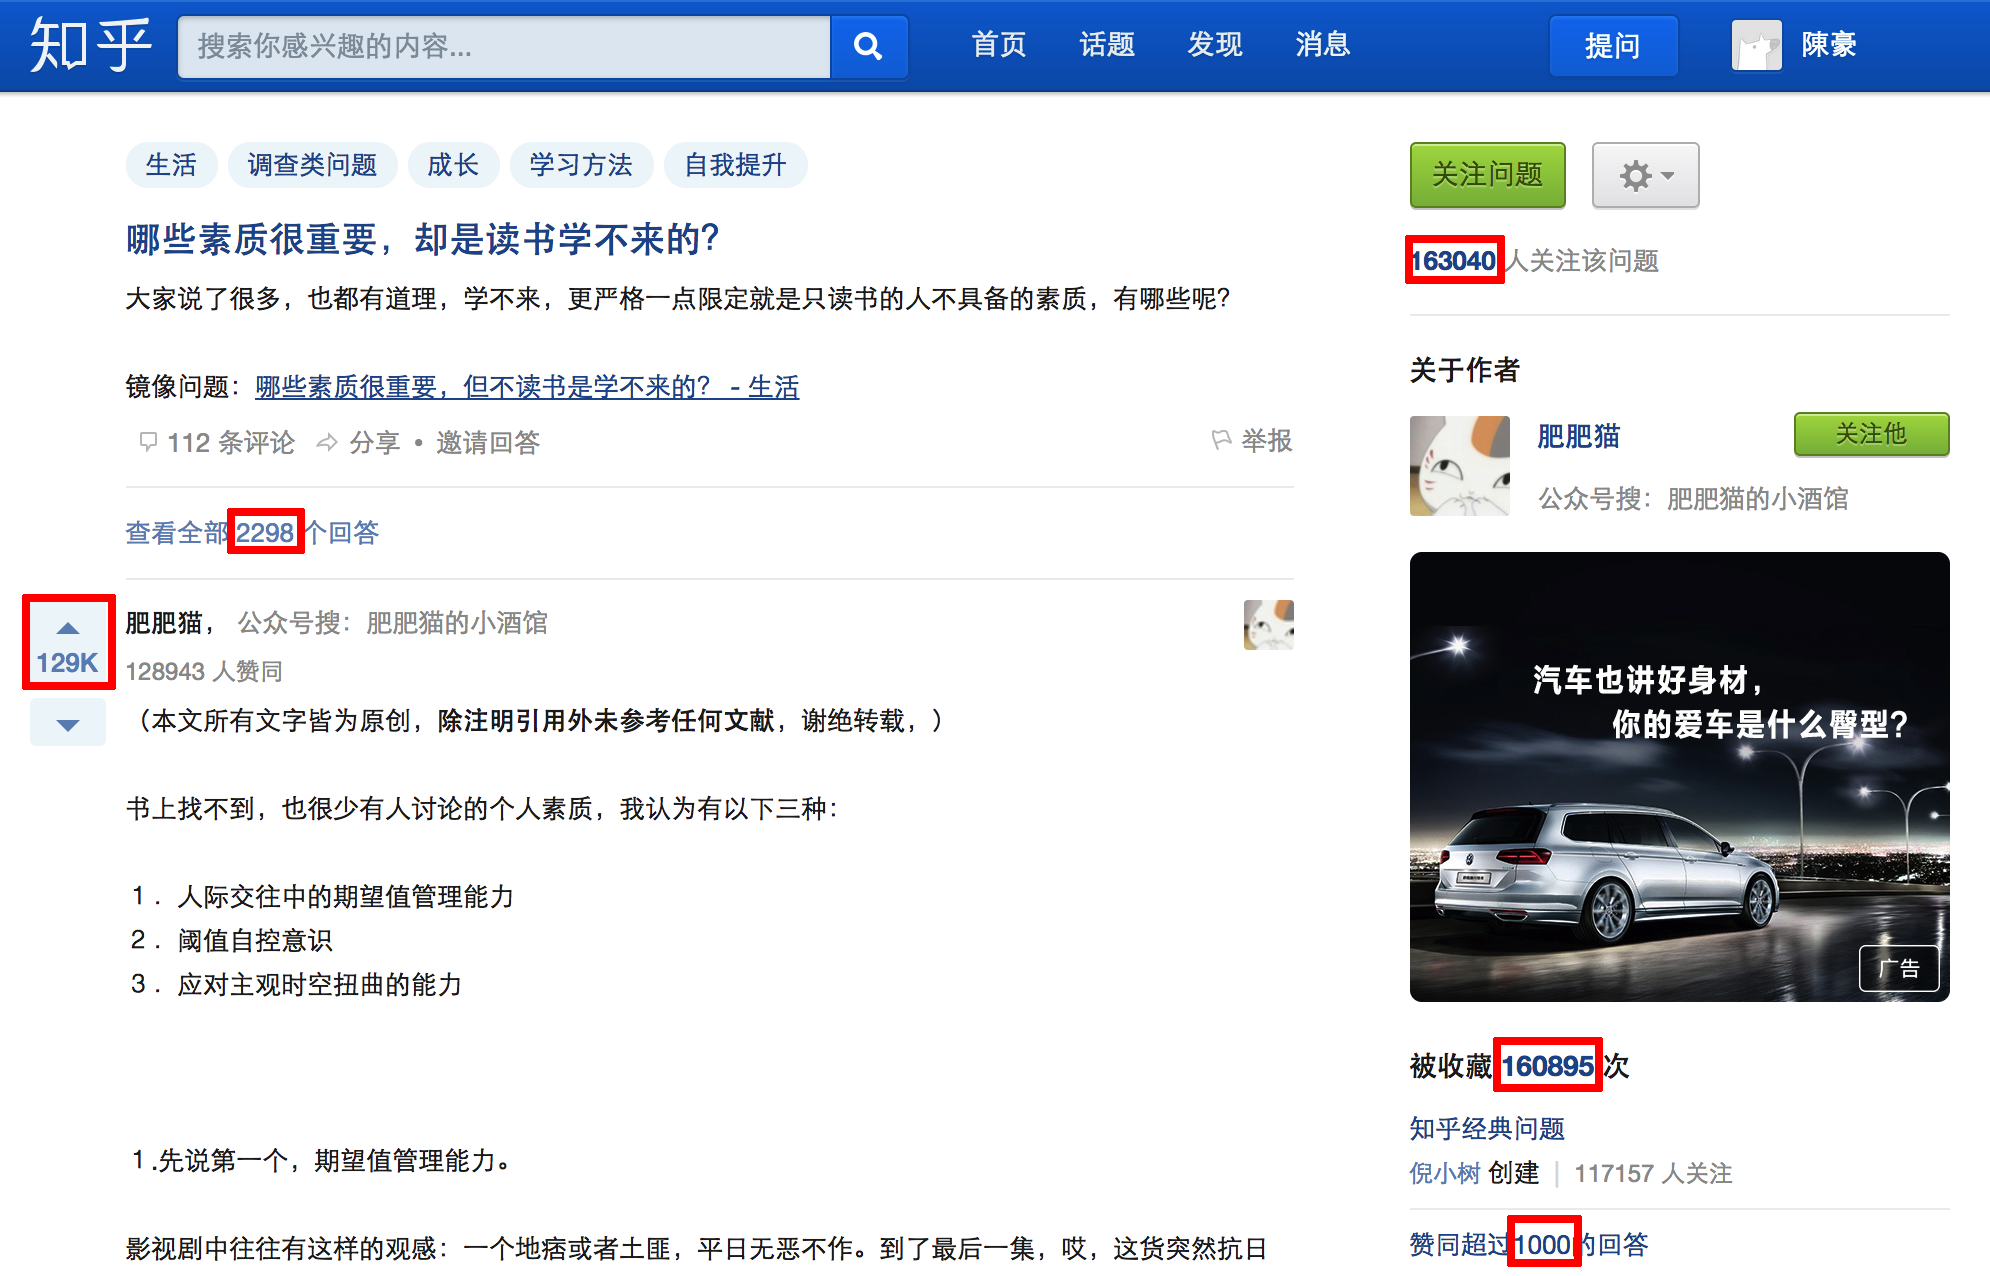 知乎
搜索你感兴趣的内容...
首页 话题 发现 消息
提问
陳豪
生活 调查类问题 成长 学习方法 自我提升
哪些素质很重要，却是读书学不来的？
大家说了很多，也都有道理，学不来，更严格一点限定就是只读书的人不具备的素质，有哪些呢？
镜像问题：哪些素质很重要，但不读书是学不来的？ - 生活
112 条评论 分享 • 邀请回答
举报
查看全部 2298 个回答
129K
肥肥猫， 公众号搜：肥肥猫的小酒馆
128943 人赞同
（本文所有文字皆为原创，除注明引用外未参考任何文献，谢绝转载，）
书上找不到，也很少有人讨论的个人素质，我认为有以下三种：
1． 人际交往中的期望值管理能力
2． 阈值自控意识
3． 应对主观时空扭曲的能力
1.先说第一个，期望值管理能力。
影视剧中往往有这样的观感：一个地痞或者土匪，平日无恶不作。到了最后一集，哎，这货突然抗日
关注问题
163040 人关注该问题
关于作者
肥肥猫
关注他
公众号搜：肥肥猫的小酒馆
汽车也讲好身材，
你的爱车是什么臀型？
广告
被收藏 160895 次
知乎经典问题
倪小树 创建 | 117157 人关注
赞同超过1000的回答